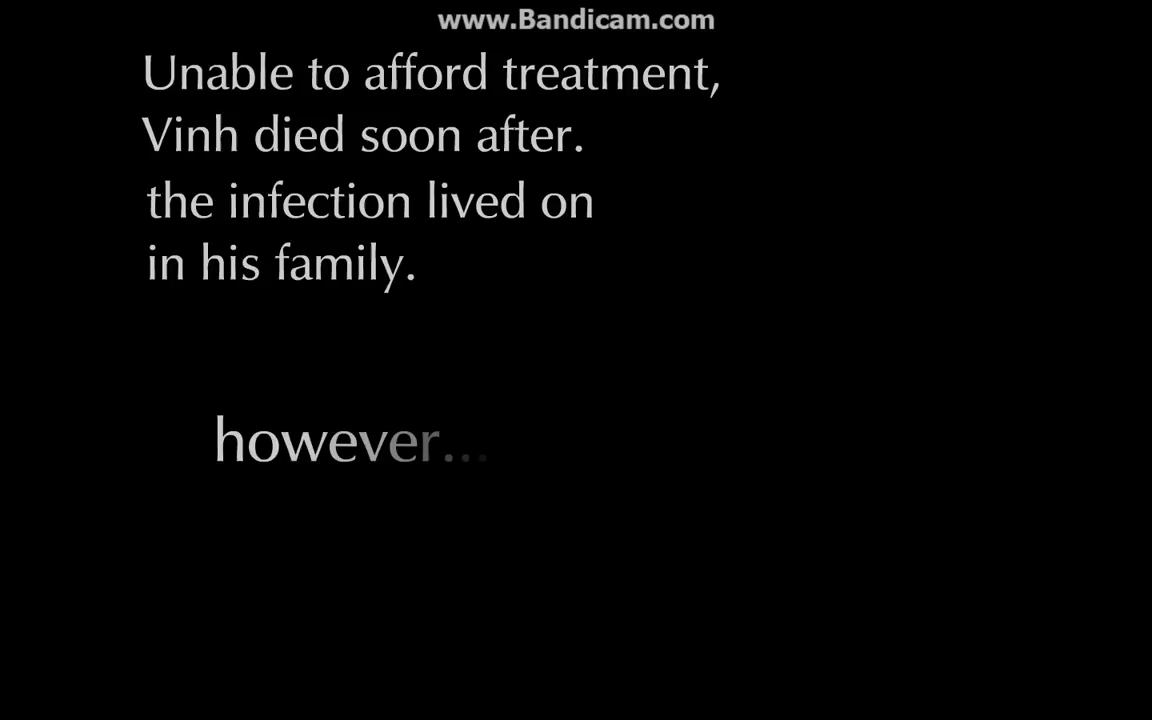 www.Bandicam.com
Unable to afford treatment,
Vinh died soon after.
the infection lived on
in his family.
however...